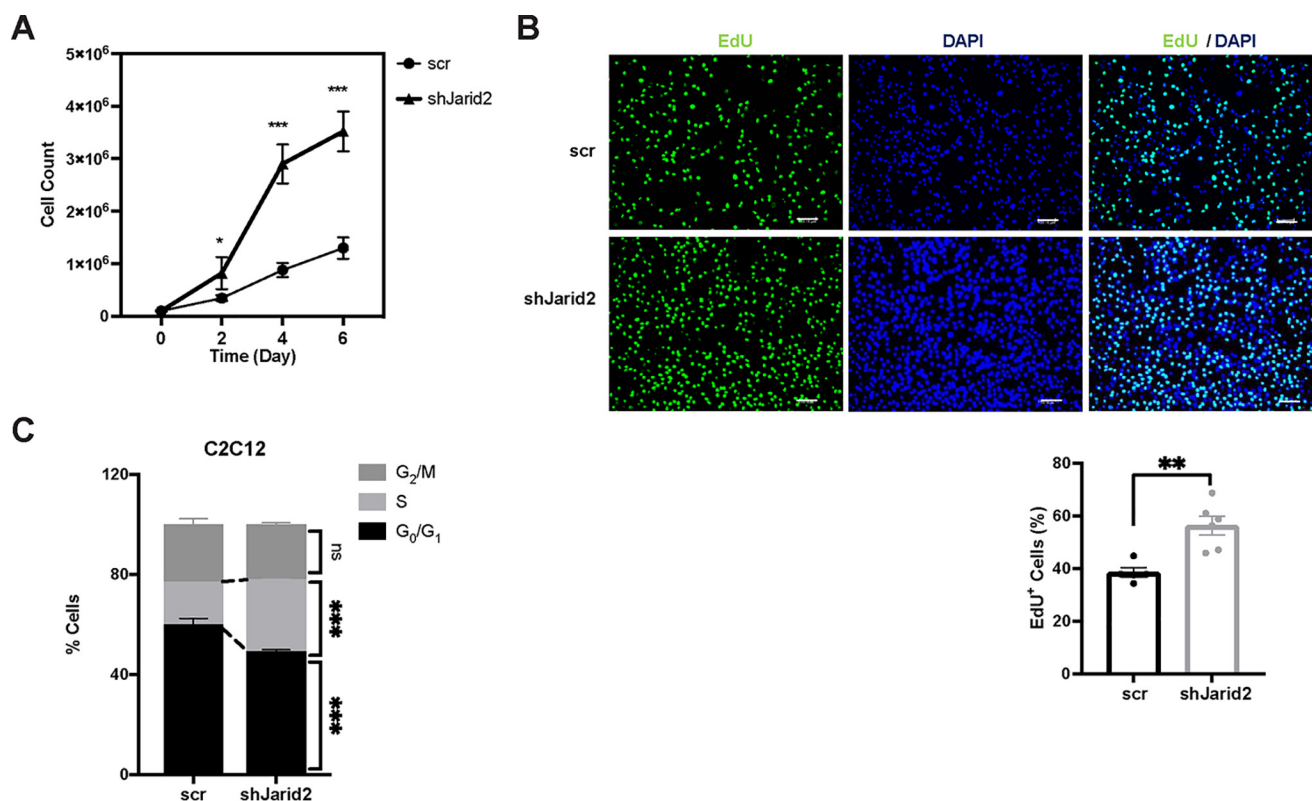 A
5×10⁶
4×10⁶
3×10⁶
2×10⁶
1×10⁶
0
Cell Count
0 2 4 6
Time (Day)
*
***
***
scr
shJarid2
B
EdU DAPI EdU / DAPI
scr
shJarid2
80
60
40
20
0
EdU⁺ Cells (%)
**
scr shJarid2
C
C2C12
120
80
40
0
% Cells
G₂/M
S
G₀/G₁
ns
***
***
scr shJarid2